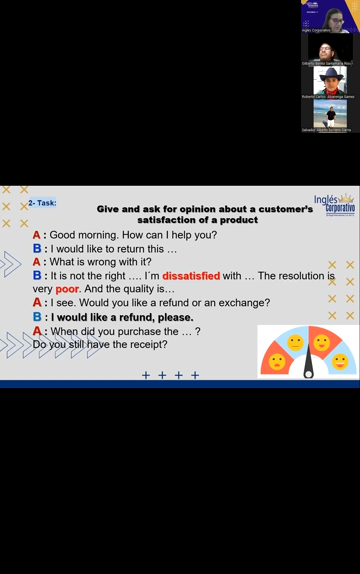 Inglés Corporativo
2- Task:
Give and ask for opinion about a customer's
satisfaction of a product
Inglés
Corporativo
A : Good morning. How can I help you?
B : I would like to return this …
A : What is wrong with it?
B : It is not the right …. I´m dissatisfied with … The resolution is
very poor. And the quality is…
A : I see. Would you like a refund or an exchange?
B : I would like a refund, please.
A : When did you purchase the … ?
Do you still have the receipt?